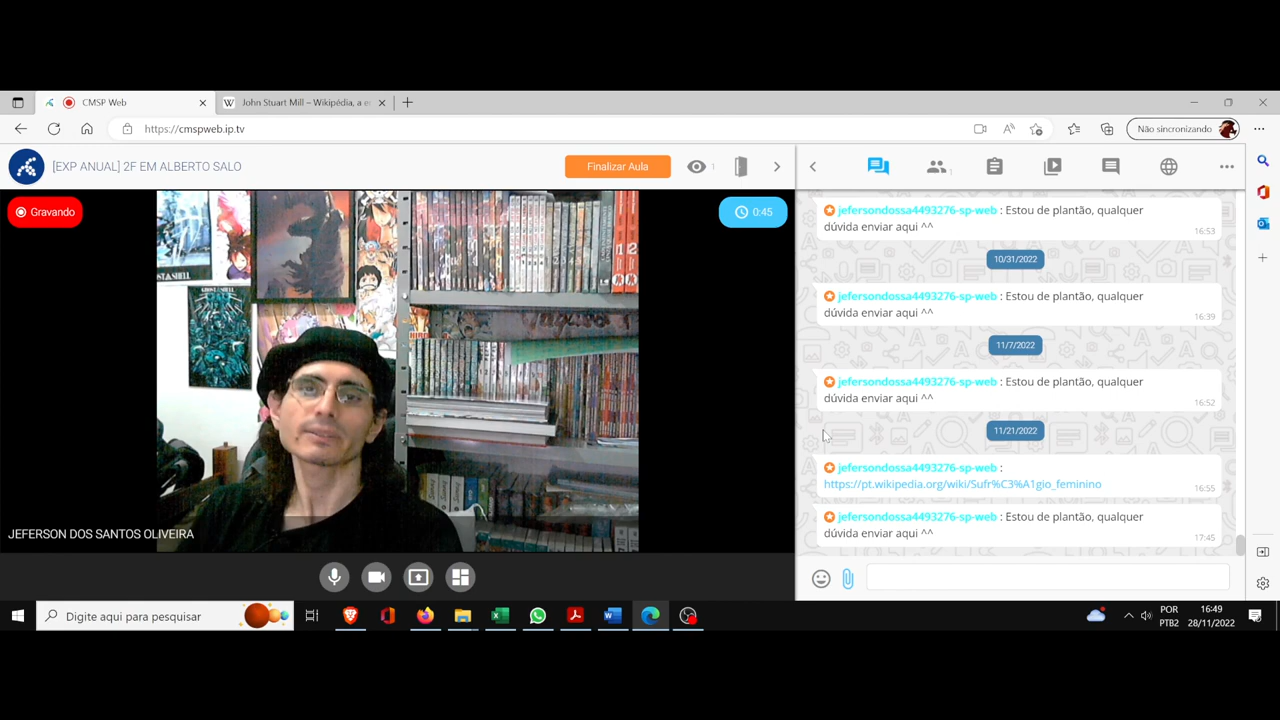 CMSP Web
John Stuart Mill – Wikipédia, a e
https://cmspweb.ip.tv
Não sincronizando
[EXP ANUAL] 2F EM ALBERTO SALO
Finalizar Aula
1
Gravando
0:45
GHOST IN THE SHELL
JEFERSON DOS SANTOS OLIVEIRA
jefersondossa4493276-sp-web : Estou de plantão, qualquer
dúvida enviar aqui ^^
16:53
10/31/2022
jefersondossa4493276-sp-web : Estou de plantão, qualquer
dúvida enviar aqui ^^
16:39
11/7/2022
jefersondossa4493276-sp-web : Estou de plantão, qualquer
dúvida enviar aqui ^^
16:52
11/21/2022
jefersondossa4493276-sp-web :
https://pt.wikipedia.org/wiki/Sufr%C3%A1gio_feminino
16:55
jefersondossa4493276-sp-web : Estou de plantão, qualquer
dúvida enviar aqui ^^
17:45
Digite aqui para pesquisar
POR
PTB2
16:49
28/11/2022